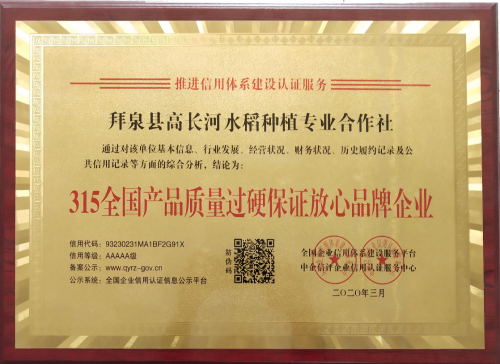 推进信用体系建设认证服务
拜泉县高长河水稻种植专业合作社
通过对该单位基本信息、行业发展、经营状况、财务状况、历史履约记录及公
共信用记录等方面的综合分析，结论为：
315全国产品质量过硬保证放心品牌企业
信用代码：93230231MA1BF2G91X
信用等级：AAAAA级
备案公示：www.qyrz-gov.cn
公示系统：全国企业信用认证信息公示平台
防伪码
全国企业信用体系建设服务平台
中企信评企业信用认证服务中心
二〇二〇年三月